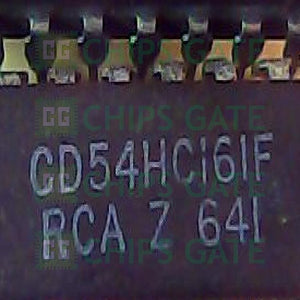 CHIPS GATE
CHIPS GATE
CD54HC161F
RCA Z 641
CHIPS GATE